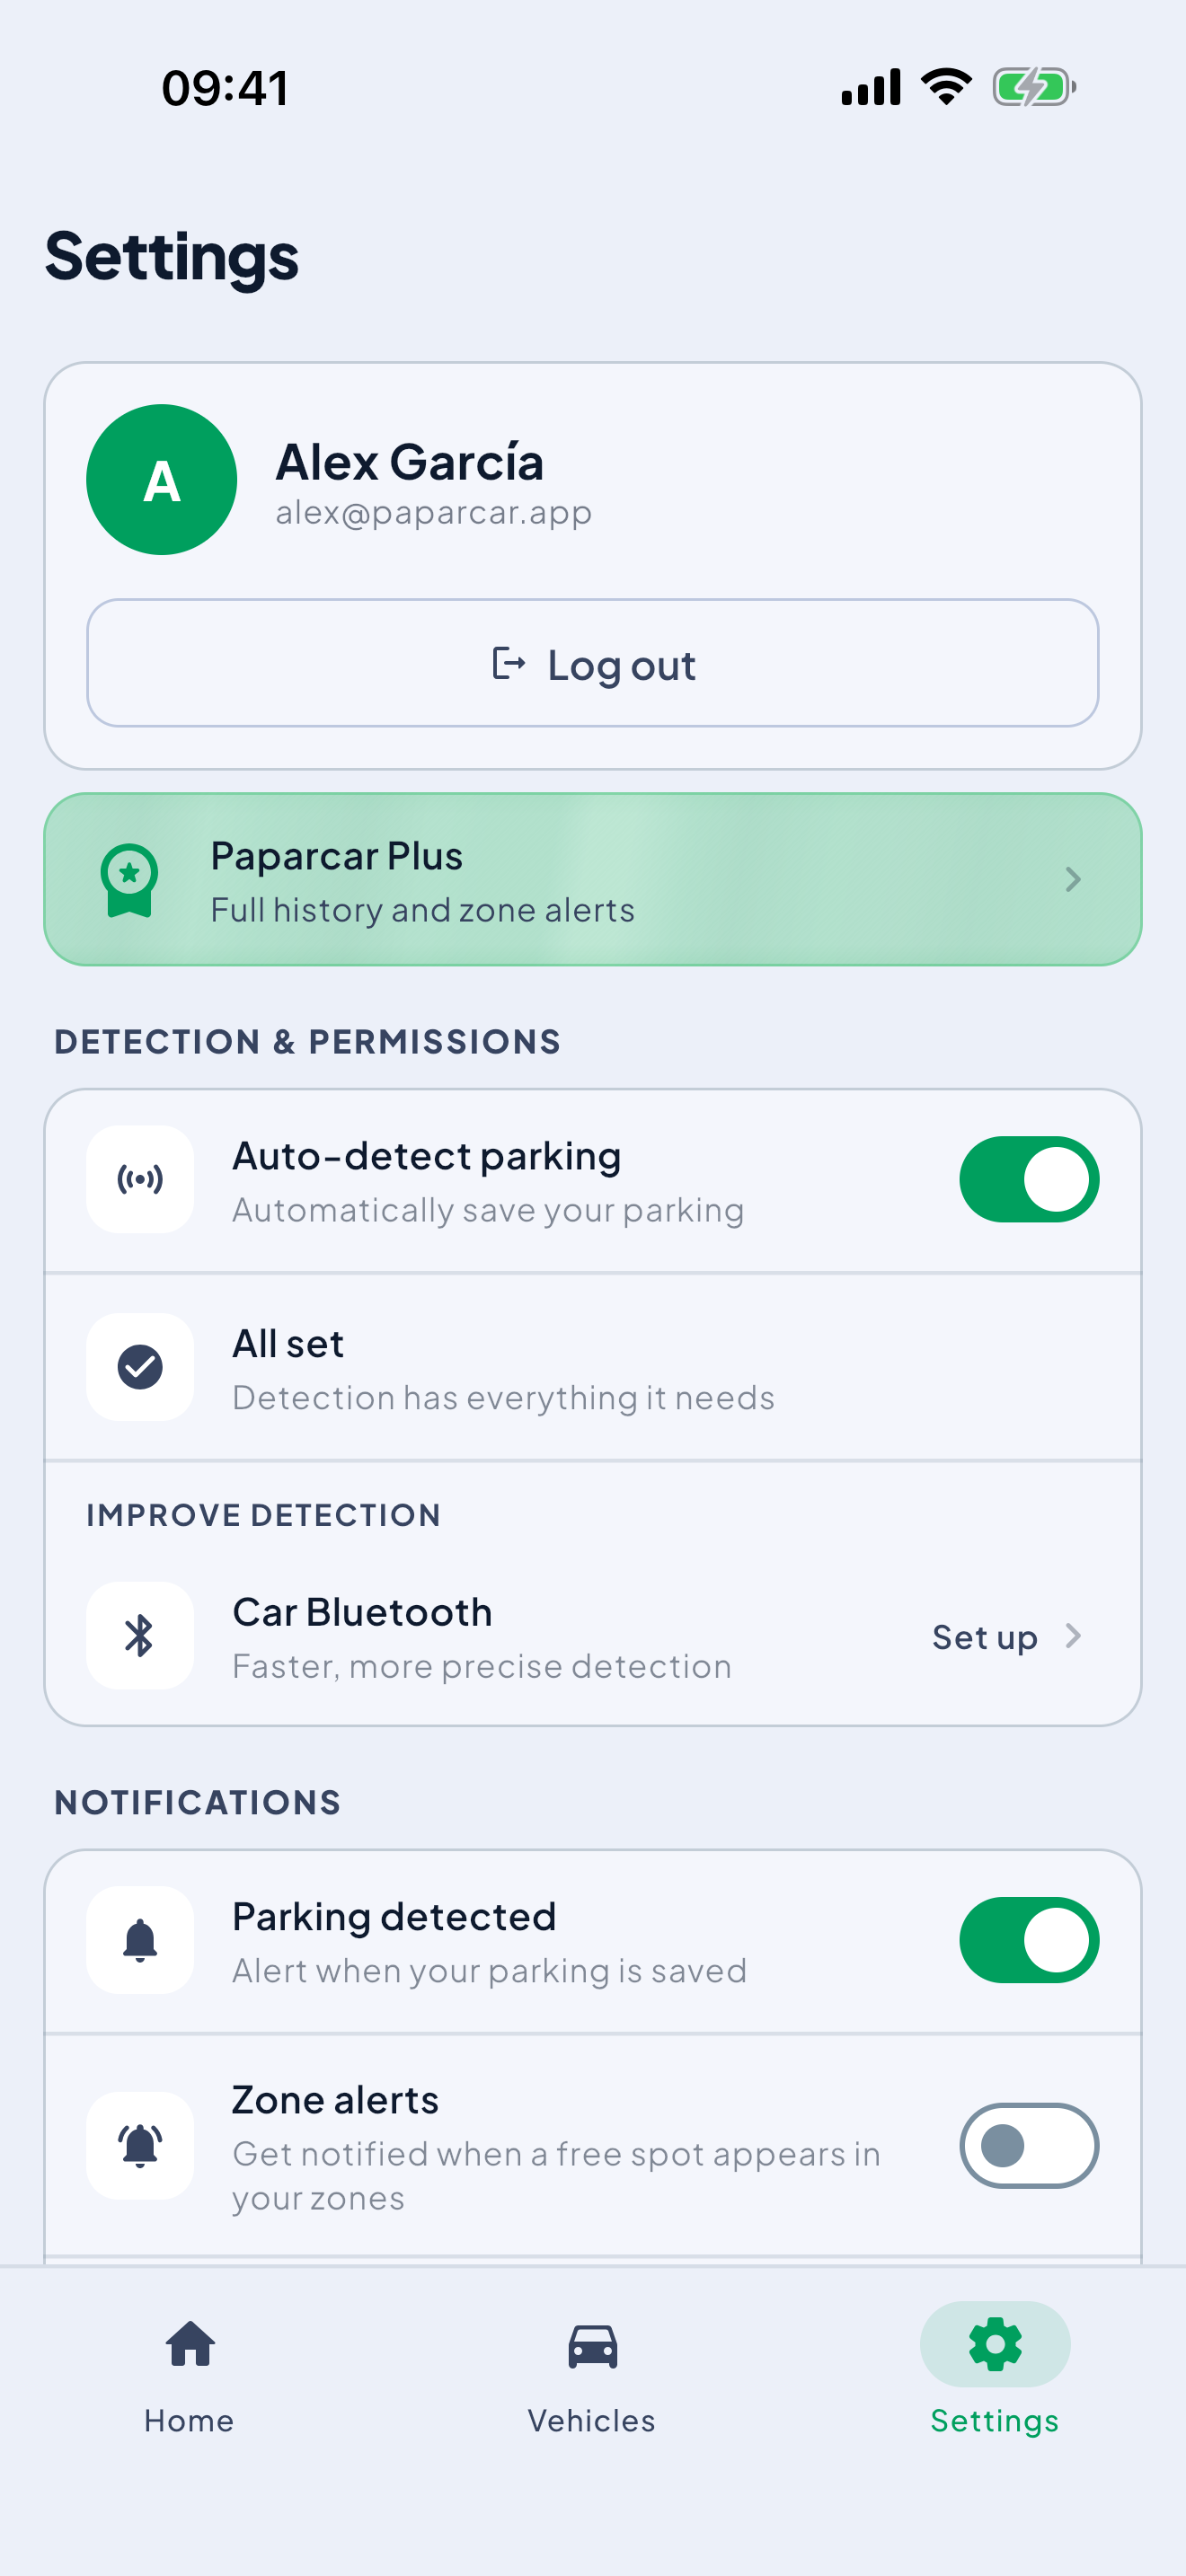 09:41
Settings
A
Alex García
alex@paparcar.app
Log out
Paparcar Plus
Full history and zone alerts
DETECTION & PERMISSIONS
Auto-detect parking
Automatically save your parking
All set
Detection has everything it needs
IMPROVE DETECTION
Car Bluetooth
Faster, more precise detection
Set up
NOTIFICATIONS
Parking detected
Alert when your parking is saved
Zone alerts
Get notified when a free spot appears in
your zones
Home
Vehicles
Settings